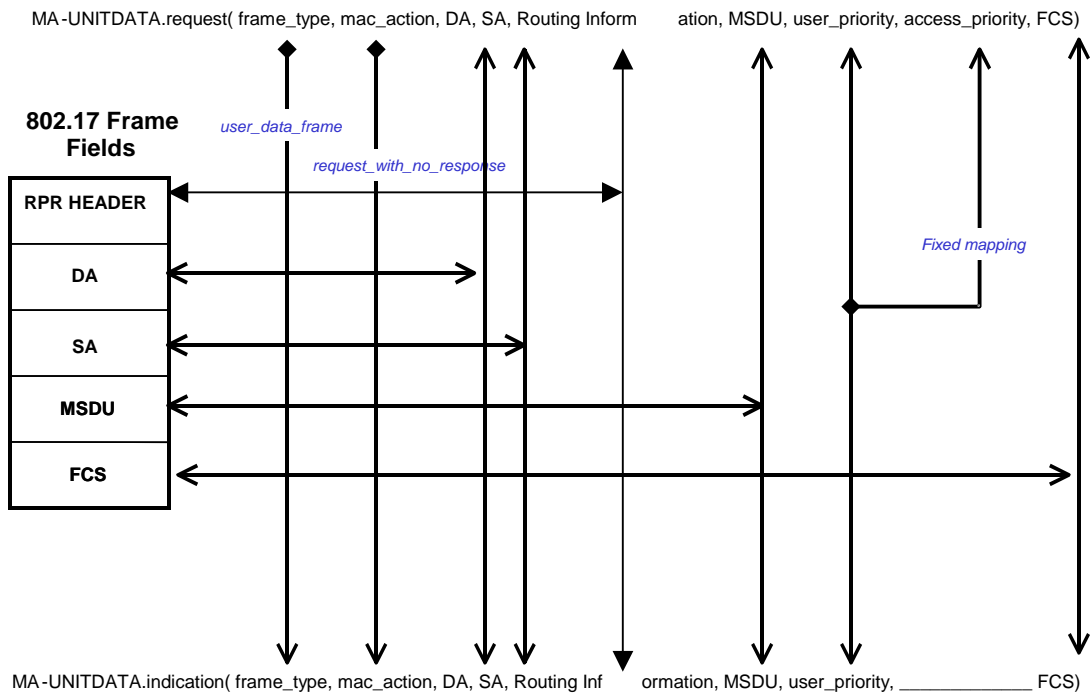 MA-UNITDATA.request( frame_type, mac_action, DA, SA, Routing Inform ation, MSDU, user_priority, access_priority, FCS)
802.17 Frame
Fields
user_data_frame
request_with_no_response
RPR HEADER
Fixed mapping
DA
SA
MSDU
FCS
MA-UNITDATA.indication( frame_type, mac_action, DA, SA, Routing Inf ormation, MSDU, user_priority, ______________ FCS)